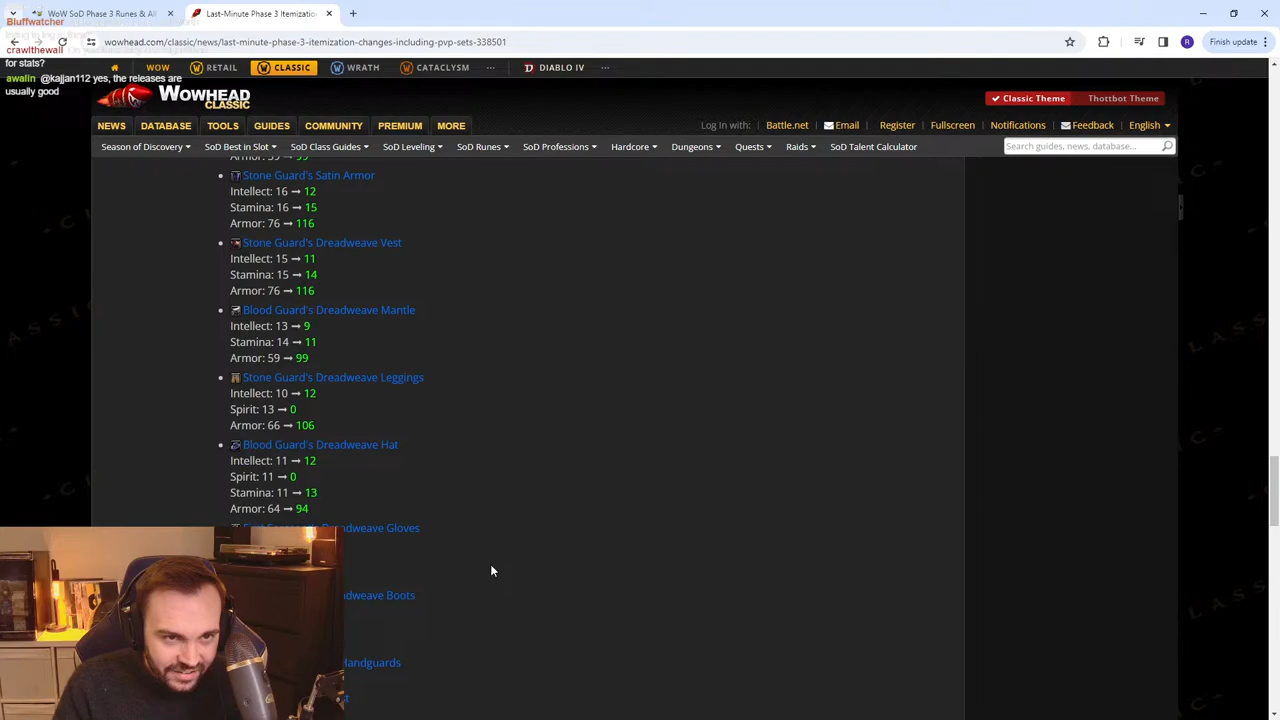 WoW SoD Phase 3 Runes & All
Last-Minute Phase 3 Itemizatio
Bluffwatcher
wowhead.com/classic/news/last-minute-phase-3-itemization-changes-including-pvp-sets-338501
Finish update
crawlthewall
for stats?
awalin @kajjan112 yes, the releases are
usually good
WOW RETAIL CLASSIC WRATH CATACLYSM DIABLO IV
WOWHEAD
CLASSIC
Classic Theme Thottbot Theme
NEWS DATABASE TOOLS GUIDES COMMUNITY PREMIUM MORE
Log In with: Battle.net Email Register Fullscreen Notifications Feedback English
Season of Discovery SoD Best in Slot SoD Class Guides SoD Leveling SoD Runes SoD Professions Hardcore Dungeons Quests Raids SoD Talent Calculator
Search guides, news, database...
Stone Guard's Satin Armor
Intellect: 16 → 12
Stamina: 16 → 15
Armor: 76 → 116
Stone Guard's Dreadweave Vest
Intellect: 15 → 11
Stamina: 15 → 14
Armor: 76 → 116
Blood Guard's Dreadweave Mantle
Intellect: 13 → 9
Stamina: 14 → 11
Armor: 59 → 99
Stone Guard's Dreadweave Leggings
Intellect: 10 → 12
Spirit: 13 → 0
Armor: 66 → 106
Blood Guard's Dreadweave Hat
Intellect: 11 → 12
Spirit: 11 → 0
Stamina: 11 → 13
Armor: 64 → 94
Gloves
Boots
Handguards